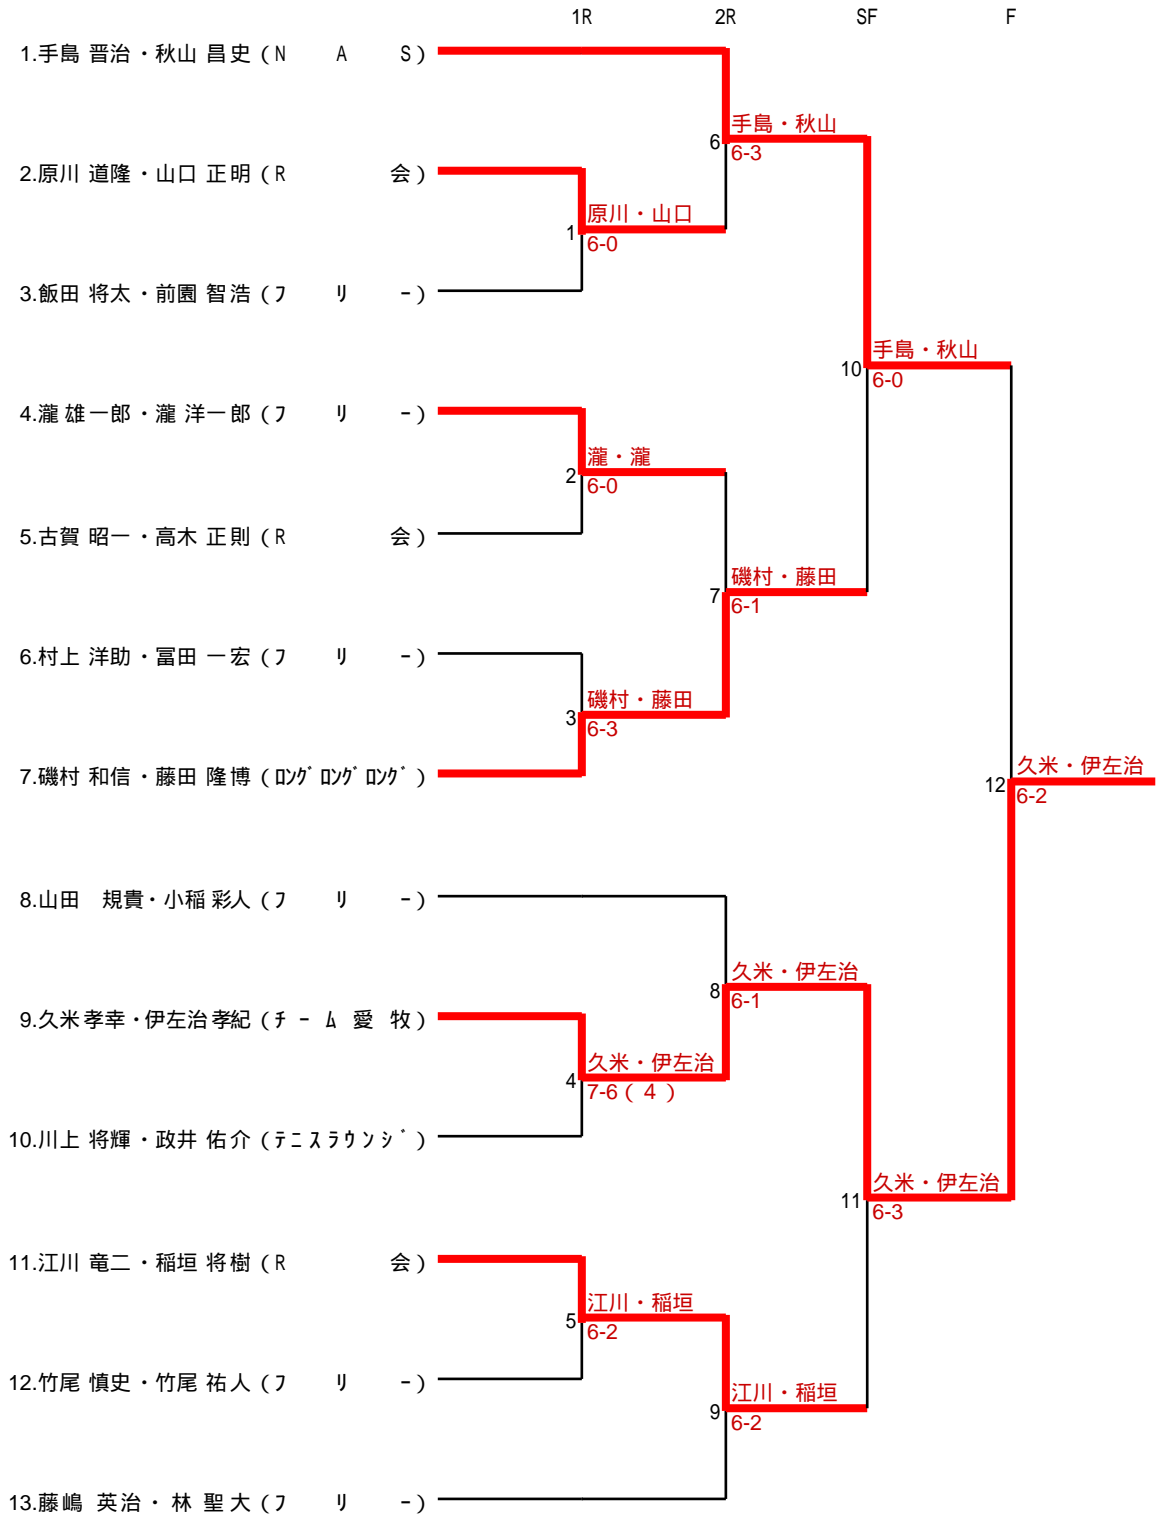 1R 2R SF F
1.手島 晋治・秋山 昌史 (N A S)
手島・秋山
6
6-3
2.原川 道隆・山口 正明 (R 会)
原川・山口
1
6-0
3.飯田 将太・前園 智浩 (ﾌ ﾘ ｰ)
手島・秋山
10
6-0
4.瀧 雄一郎・瀧 洋一郎 (ﾌ ﾘ ｰ)
瀧・瀧
2
6-0
5.古賀 昭一・高木 正則 (R 会)
磯村・藤田
7
6-1
6.村上 洋助・冨田 一宏 (ﾌ ﾘ ｰ)
磯村・藤田
3
6-3
7.磯村 和信・藤田 隆博 (ﾛﾝｸﾞﾛﾝｸﾞﾛﾝｸﾞ)
久米・伊左治
12
6-2
8.山田 規貴・小稲 彩人 (ﾌ ﾘ ｰ)
久米・伊左治
8
6-1
9.久米 孝幸・伊左治 孝紀 (ﾁｰﾑ 愛 牧)
久米・伊左治
4
7-6(4)
10.川上 将輝・政井 佑介 (ﾃﾆｽﾗｳﾝｼﾞ)
久米・伊左治
11
6-3
11.江川 竜二・稲垣 将樹 (R 会)
江川・稲垣
5
6-2
12.竹尾 慎史・竹尾 祐人 (ﾌ ﾘ ｰ)
江川・稲垣
9
6-2
13.藤嶋 英治・林 聖大 (ﾌ ﾘ ｰ)